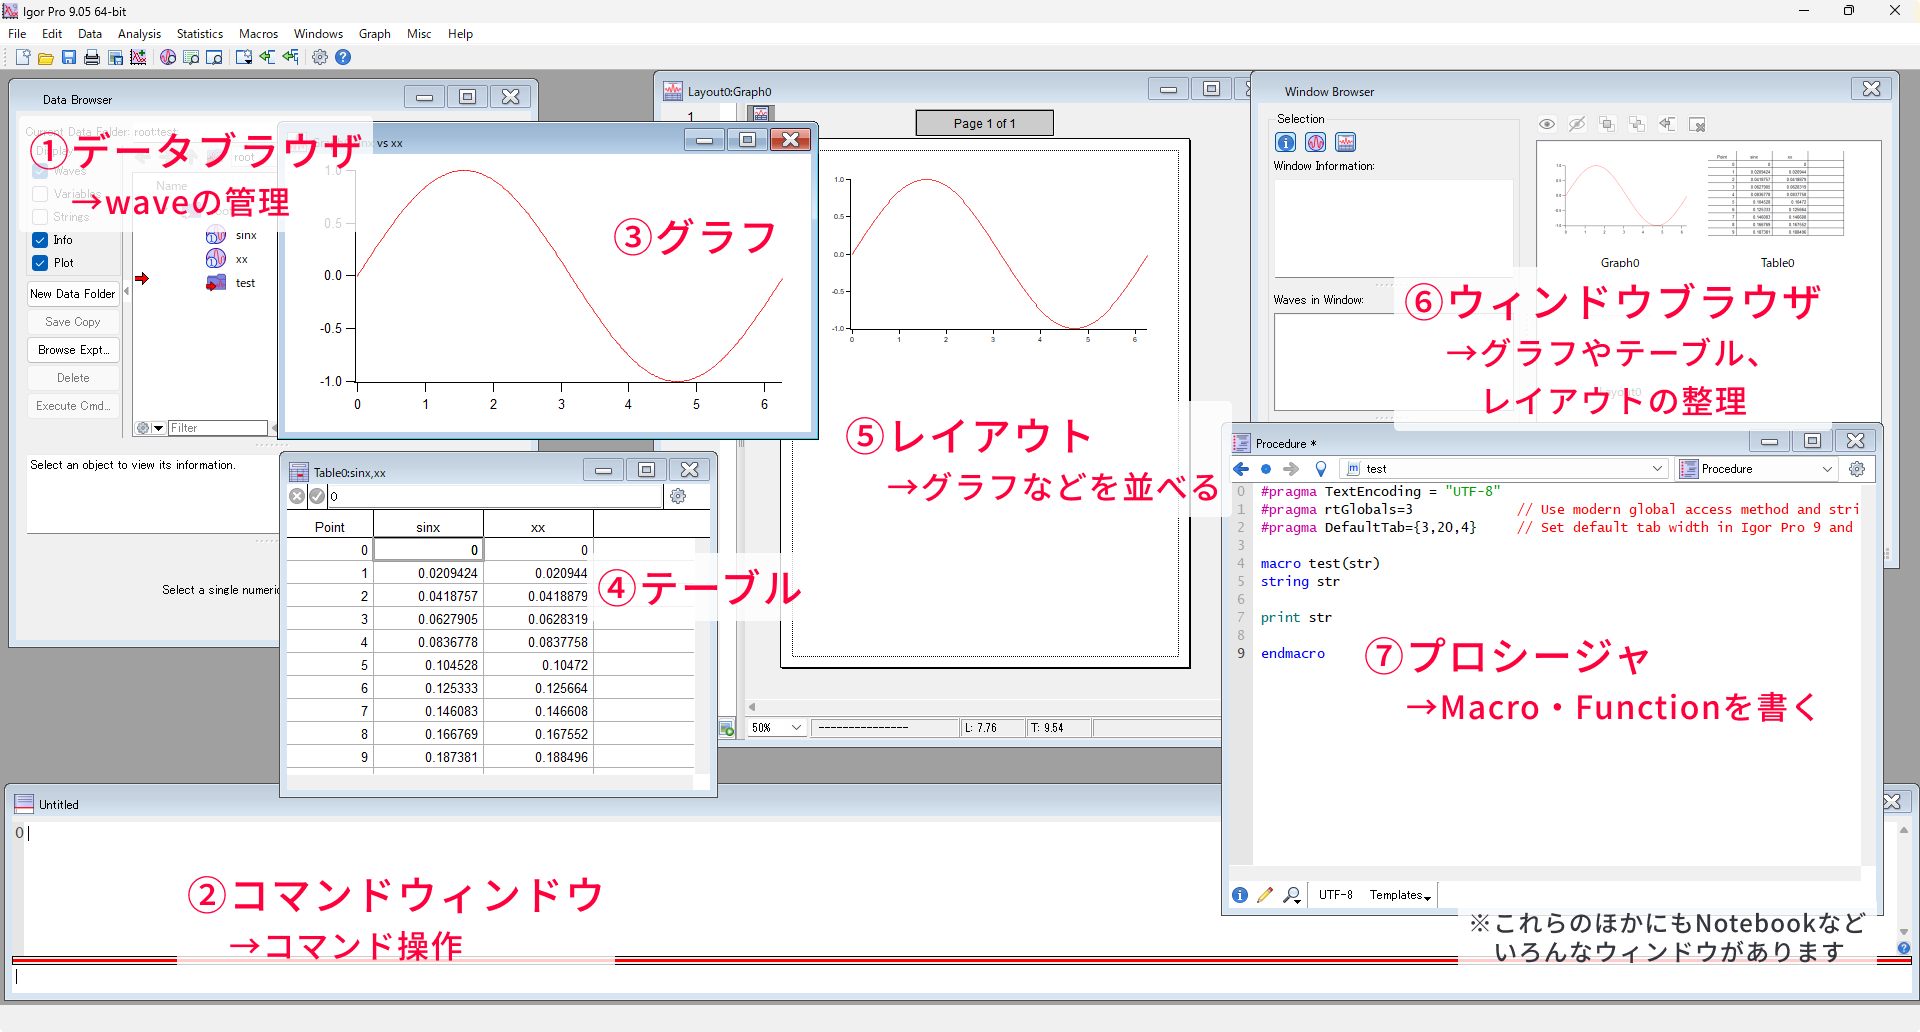 Igor Pro 9.05 64-bit
File Edit Data Analysis Statistics Macros Windows Graph Misc Help
Data Browser
Current Data Folder: root:test:
①データブラウザ
→waveの管理
Display
Waves
Variables
Strings
Info
Plot
New Data Folder
Save Copy
Browse Expt...
Delete
Execute Cmd...
Name
root
sinx
xx
test
Filter
Select an object to view its information.
Select a single numeric
vs xx
③グラフ
1.0
0.5
0.0
-0.5
-1.0
0 1 2 3 4 5 6
Table0:sinx,xx
0
Point sinx xx
0 0 0
1 0.0209424 0.020944
2 0.0418757 0.0418879
3 0.0627905 0.0628319
4 0.0836778 0.0837758
5 0.104528 0.10472
6 0.125333 0.125664
7 0.146083 0.146608
8 0.166769 0.167552
9 0.187381 0.188496
④テーブル
Layout0:Graph0
1
Page 1 of 1
1.0
0.5
0.0
-0.5
-1.0
0 1 2 3 4 5 6
⑤レイアウト
→グラフなどを並べる
50%
L: 7.76
T: 9.54
Window Browser
Selection
Window Information:
Waves in Window:
Graph0
Table0
Layout0
⑥ウィンドウブラウザ
→グラフやテーブル、
レイアウトの整理
Procedure *
test
Procedure
0 #pragma TextEncoding = "UTF-8"
1 #pragma rtGlobals=3 // Use modern global access method and stri
2 #pragma DefaultTab={3,20,4} // Set default tab width in Igor Pro 9 and
3
4 macro test(str)
5 string str
6
7 print str
8
9 endmacro
⑦プロシージャ
→Macro・Functionを書く
UTF-8 Templates
Untitled
0
②コマンドウィンドウ
→コマンド操作
※これらのほかにもNotebookなど
いろんなウィンドウがあります